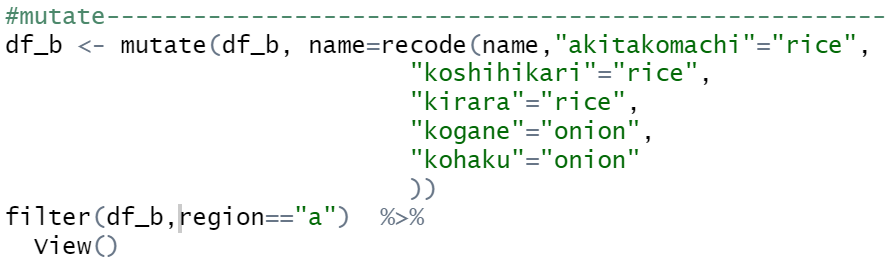 #mutate------------------------------------------------------
df_b <- mutate(df_b, name=recode(name,"akitakomachi"="rice",
                            "koshihikari"="rice",
                            "kirara"="rice",
                            "kogane"="onion",
                            "kohaku"="onion"
                            ))
filter(df_b,region=="a")  %>%
  View()